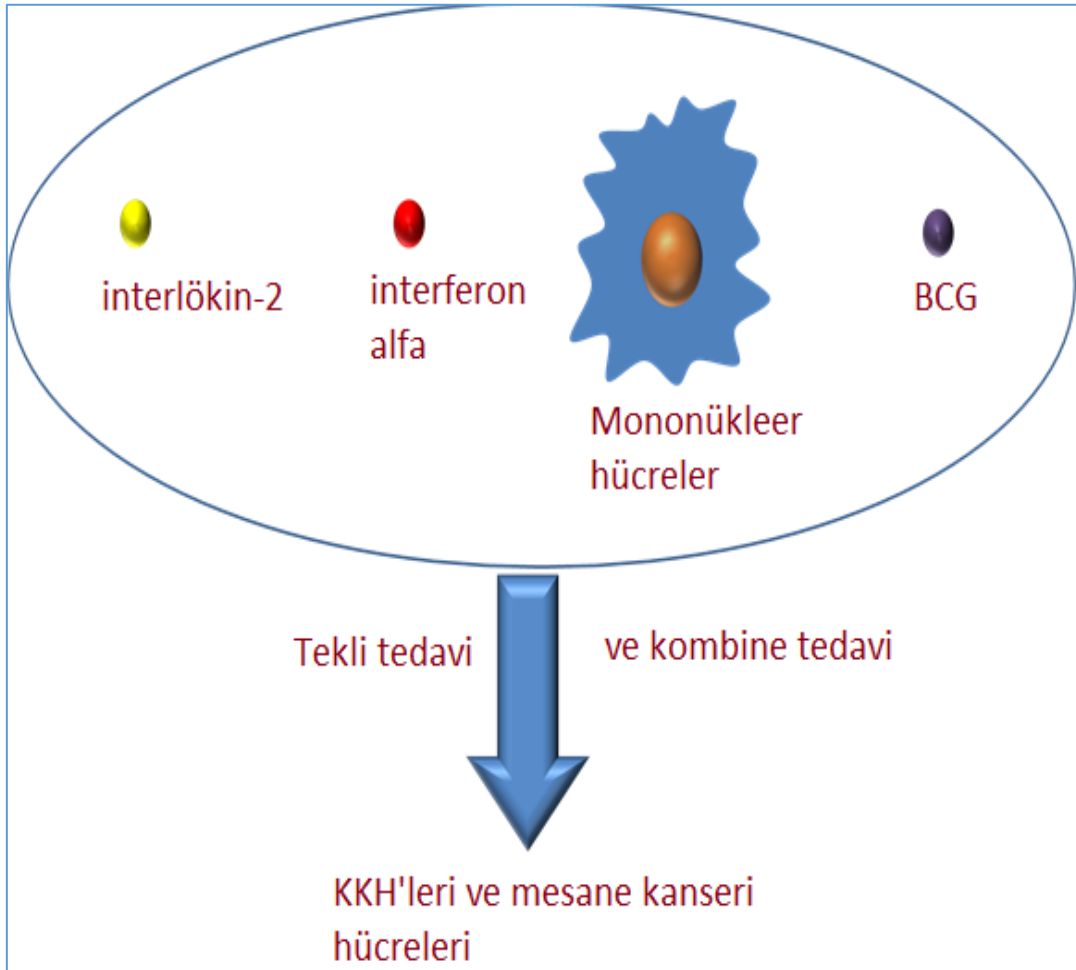 interlökin-2
interferon
alfa
Mononükleer
hücreler
BCG
Tekli tedavi
ve kombine tedavi
KKH'leri ve mesane kanseri
hücreleri